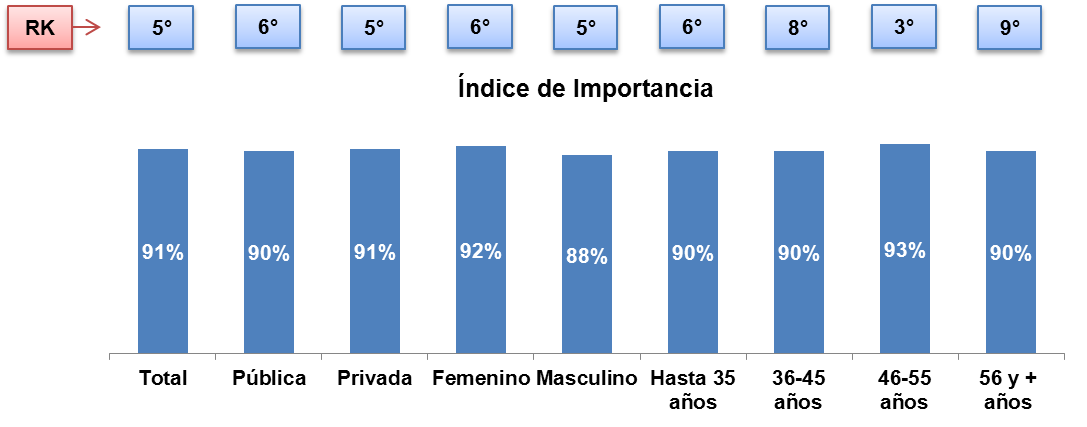 RK 5° 6° 5° 6° 5° 6° 8° 3° 9°
Índice de Importancia
91% 90% 91% 92% 88% 90% 90% 93% 90%
Total Pública Privada Femenino Masculino Hasta 35 36-45 46-55 56 y +
años años años años